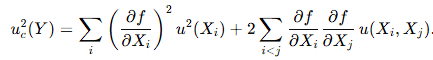 $u_c^2(Y) = \sum_i \left( \frac{\partial f}{\partial X_i} \right)^2 u^2(X_i) + 2 \sum_{i<j} \frac{\partial f}{\partial X_i} \frac{\partial f}{\partial X_j} u(X_i, X_j).$